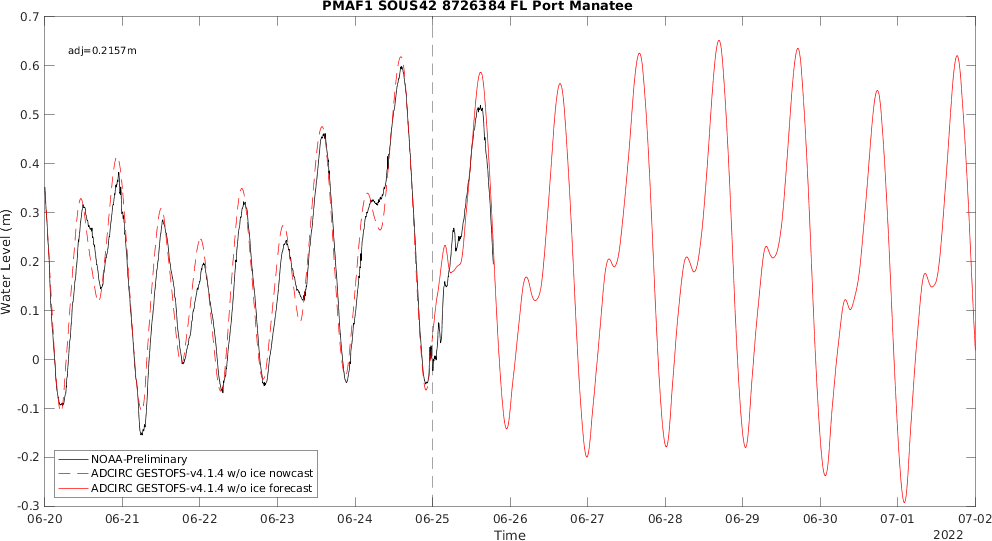 PMAF1 SOUS42 8726384 FL Port Manatee
adj=0.2157m
Water Level (m)
0.7
0.6
0.5
0.4
0.3
0.2
0.1
0
-0.1
-0.2
-0.3
NOAA-Preliminary
ADCIRC GESTOFS-v4.1.4 w/o ice nowcast
ADCIRC GESTOFS-v4.1.4 w/o ice forecast
06-20 06-21 06-22 06-23 06-24 06-25 06-26 06-27 06-28 06-29 06-30 07-01 07-02
Time
2022